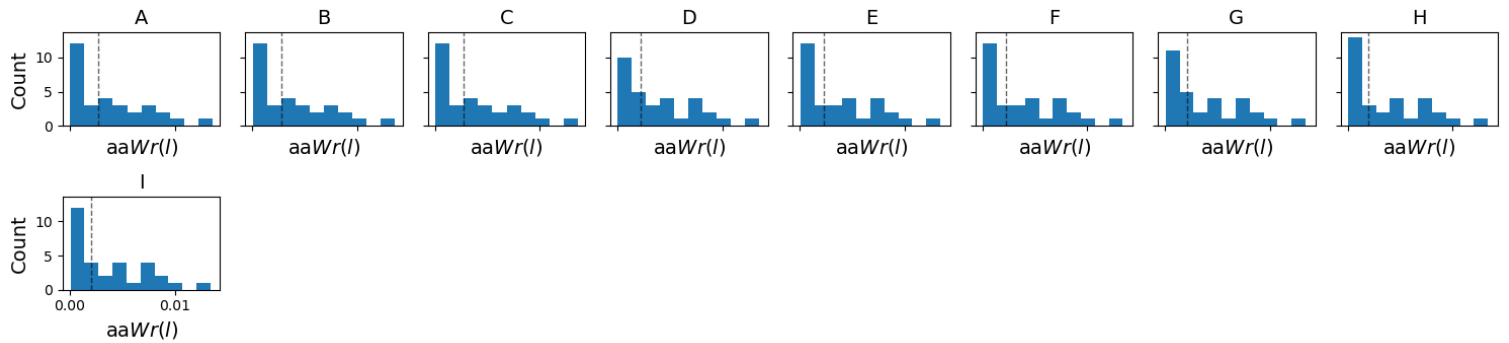 A B C D E F G H
Count
10
5
0
aaWr(l) aaWr(l) aaWr(l) aaWr(l) aaWr(l) aaWr(l) aaWr(l) aaWr(l)
I
Count
10
5
0
0.00 0.01
aaWr(l)